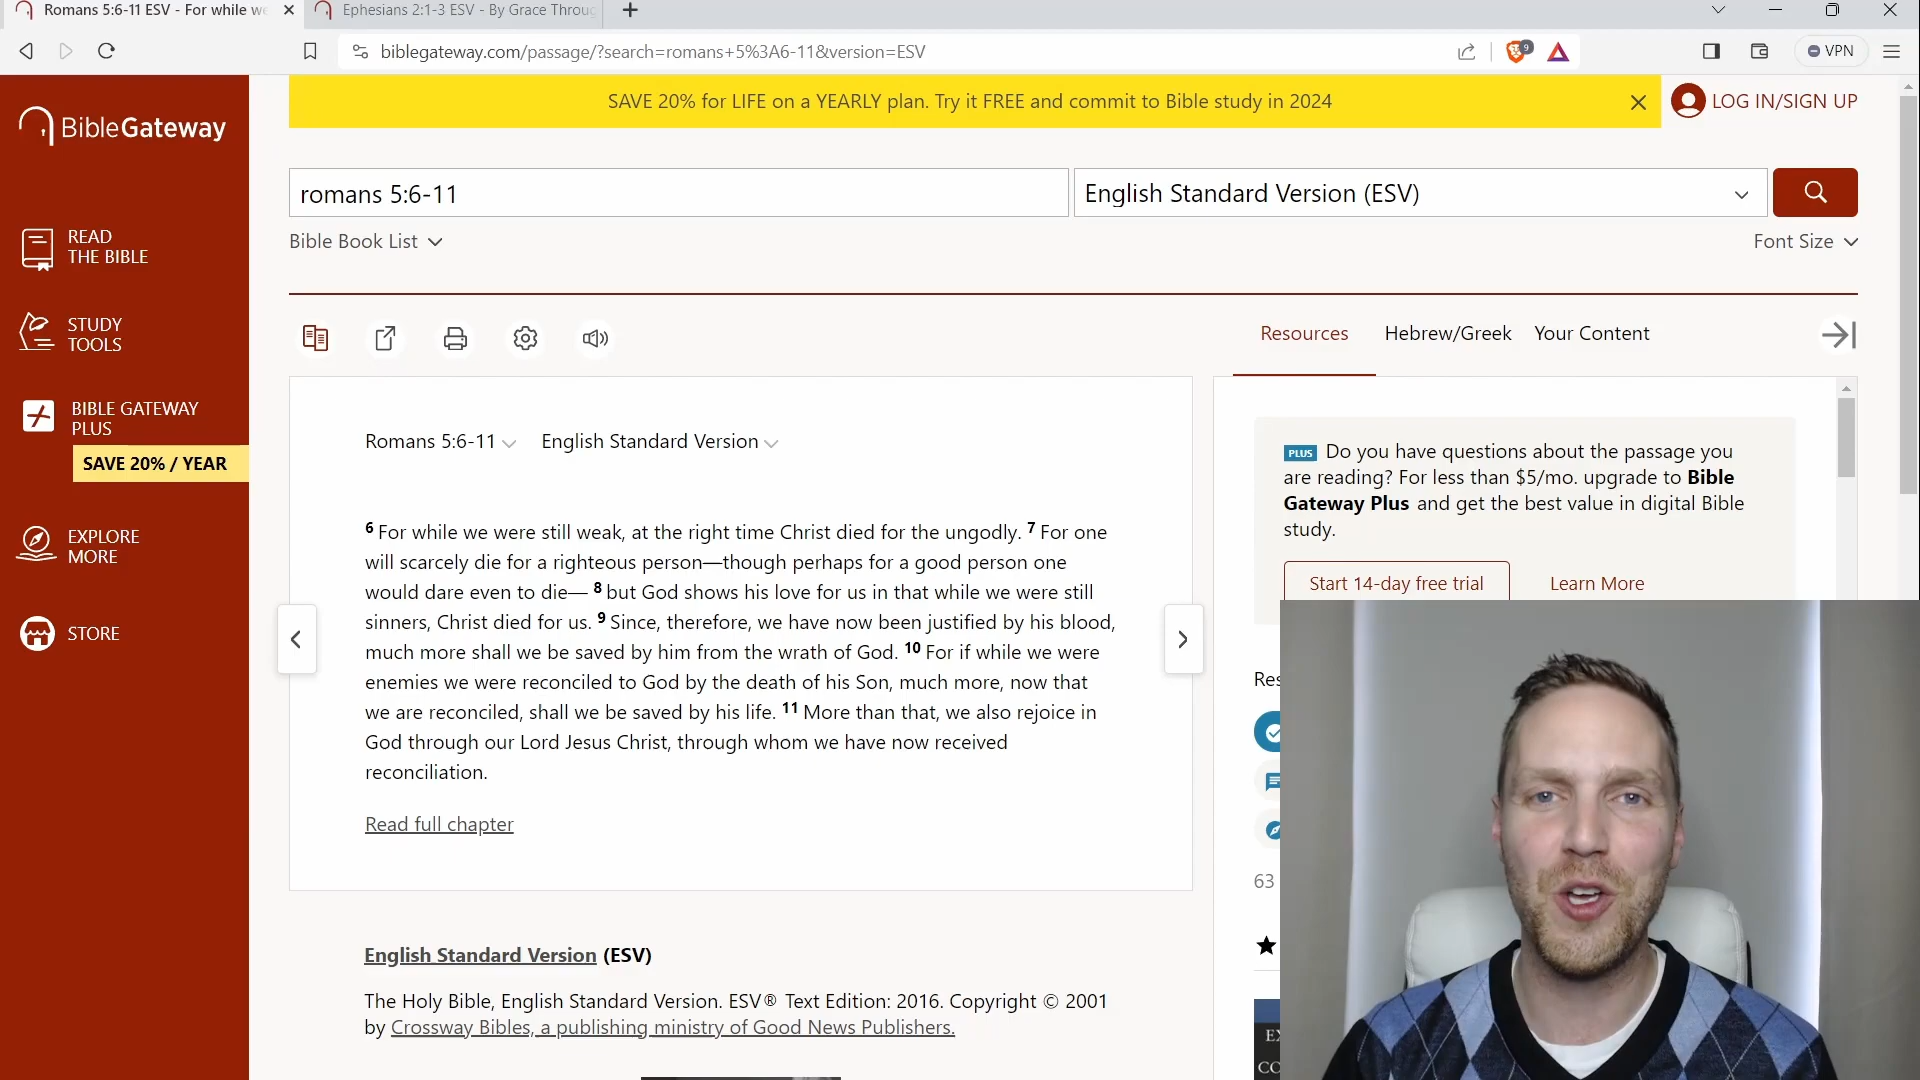 Romans 5:6-11 ESV - For while we
Ephesians 2:1-3 ESV - By Grace Throug
biblegateway.com/passage/?search=romans+5%3A6-11&version=ESV
9
VPN
SAVE 20% for LIFE on a YEARLY plan. Try it FREE and commit to Bible study in 2024
LOG IN/SIGN UP
BibleGateway
romans 5:6-11
English Standard Version (ESV)
Bible Book List
Font Size
READ
THE BIBLE
STUDY
TOOLS
BIBLE GATEWAY
PLUS
SAVE 20% / YEAR
EXPLORE
MORE
STORE
Resources Hebrew/Greek Your Content
Romans 5:6-11 English Standard Version
6 For while we were still weak, at the right time Christ died for the ungodly. 7 For one
will scarcely die for a righteous person—though perhaps for a good person one
would dare even to die— 8 but God shows his love for us in that while we were still
sinners, Christ died for us. 9 Since, therefore, we have now been justified by his blood,
much more shall we be saved by him from the wrath of God. 10 For if while we were
enemies we were reconciled to God by the death of his Son, much more, now that
we are reconciled, shall we be saved by his life. 11 More than that, we also rejoice in
God through our Lord Jesus Christ, through whom we have now received
reconciliation.
Read full chapter
English Standard Version (ESV)
The Holy Bible, English Standard Version. ESV® Text Edition: 2016. Copyright © 2001
by Crossway Bibles, a publishing ministry of Good News Publishers.
PLUS Do you have questions about the passage you
are reading? For less than $5/mo. upgrade to Bible
Gateway Plus and get the best value in digital Bible
study.
Start 14-day free trial Learn More
Res
63
EX
CO